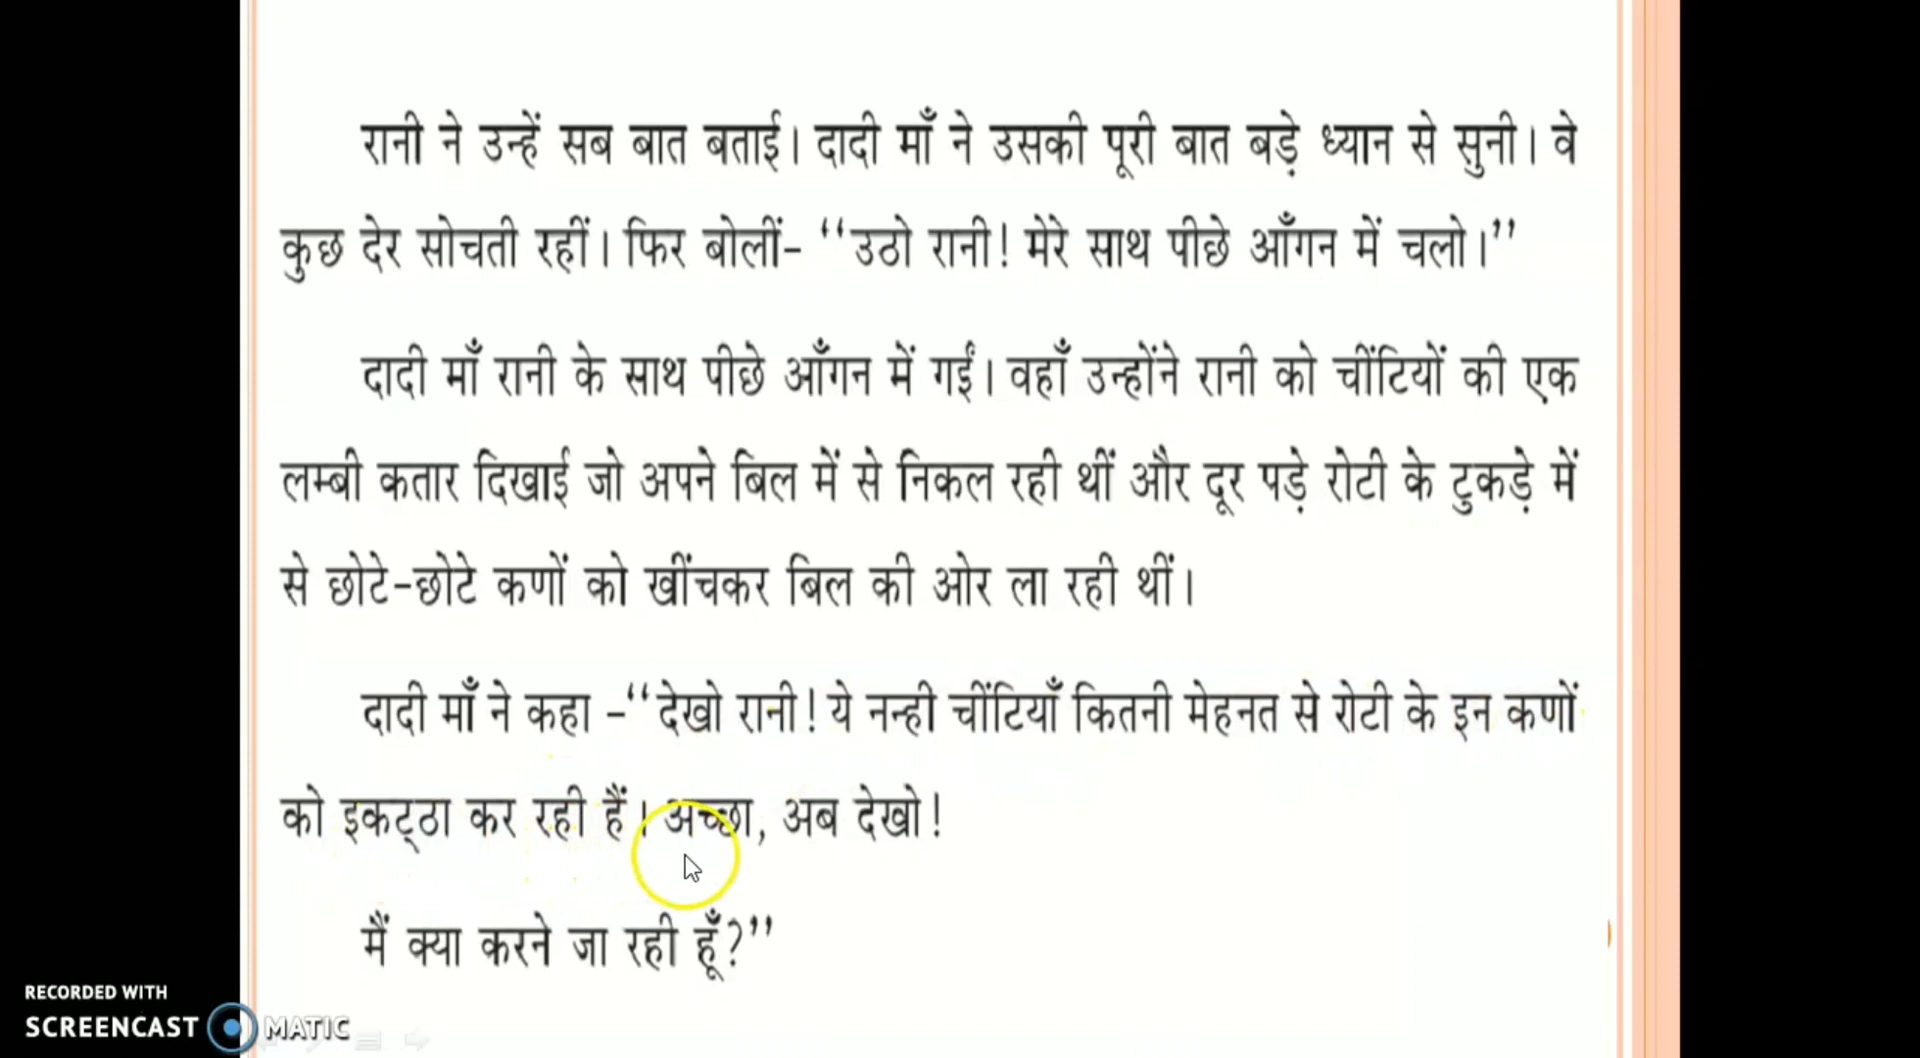 रानी ने उन्हें सब बात बताई। दादी माँ ने उसकी पूरी बात बड़े ध्यान से सुनी। वे
कुछ देर सोचती रहीं। फिर बोलीं- ‘‘उठो रानी! मेरे साथ पीछे आँगन में चलो।’’
दादी माँ रानी के साथ पीछे आँगन में गईं। वहाँ उन्होंने रानी को चींटियों की एक
लम्बी कतार दिखाई जो अपने बिल में से निकल रही थीं और दूर पड़े रोटी के टुकड़े में
से छोटे-छोटे कणों को खींचकर बिल की ओर ला रही थीं।
दादी माँ ने कहा -‘‘देखो रानी! ये नन्ही चींटियाँ कितनी मेहनत से रोटी के इन कणों
को इकट्ठा कर रही हैं। अच्छा, अब देखो!
मैं क्या करने जा रही हूँ?’’
RECORDED WITH
SCREENCAST MATIC